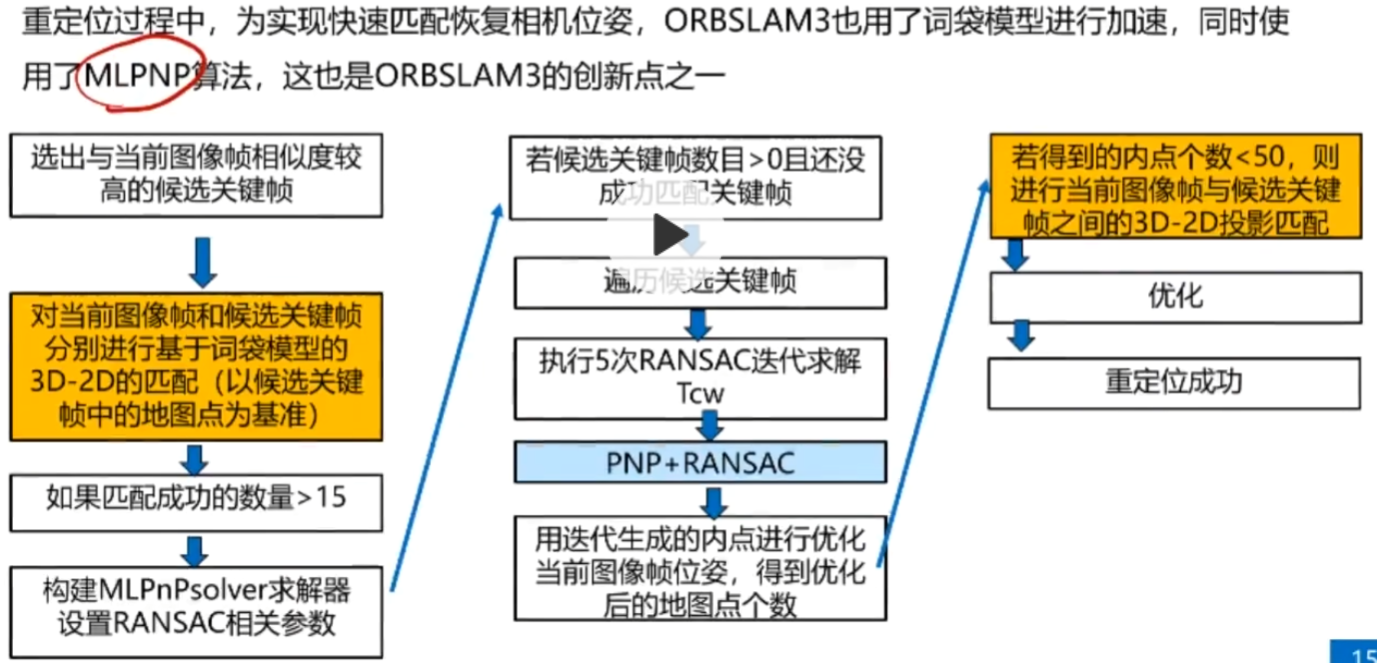 重定位过程中，为实现快速匹配恢复相机位姿，ORBSLAM3也用了词袋模型进行加速，同时使
用了MLPNP算法，这也是ORBSLAM3的创新点之一
选出与当前图像帧相似度较
高的候选关键帧
对当前图像帧和候选关键帧
分别进行基于词袋模型的
3D-2D的匹配（以候选关键
帧中的地图点为基准）
如果匹配成功的数量>15
构建MLPnPsolver求解器
设置RANSAC相关参数
若候选关键帧数目>0且还没
成功匹配关键帧
遍历候选关键帧
执行5次RANSAC迭代求解
Tcw
PNP+RANSAC
用迭代生成的内点进行优化
当前图像帧位姿，得到优化
后的地图点个数
若得到的内点个数<50，则
进行当前图像帧与候选关键
帧之间的3D-2D投影匹配
优化
重定位成功
15